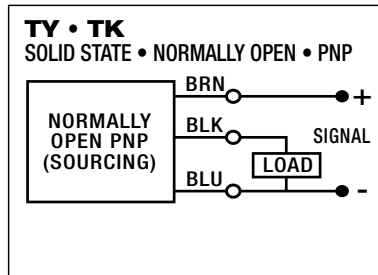 TY • TK
SOLID STATE • NORMALLY OPEN • PNP
BRN
+
NORMALLY
OPEN PNP
(SOURCING)
BLK
SIGNAL
LOAD
BLU
-